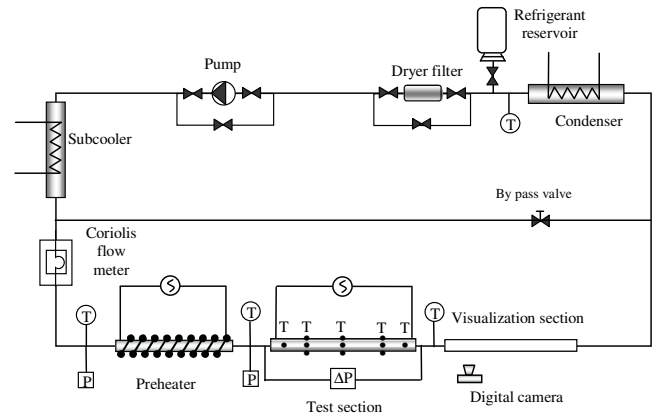 Refrigerant
reservoir
Pump
Dryer filter
T
Condenser
Subcooler
By pass valve
Coriolis
flow
meter
T
T
T
T T T T T
Visualization section
P
P
ΔP
Preheater
Digital camera
Test section